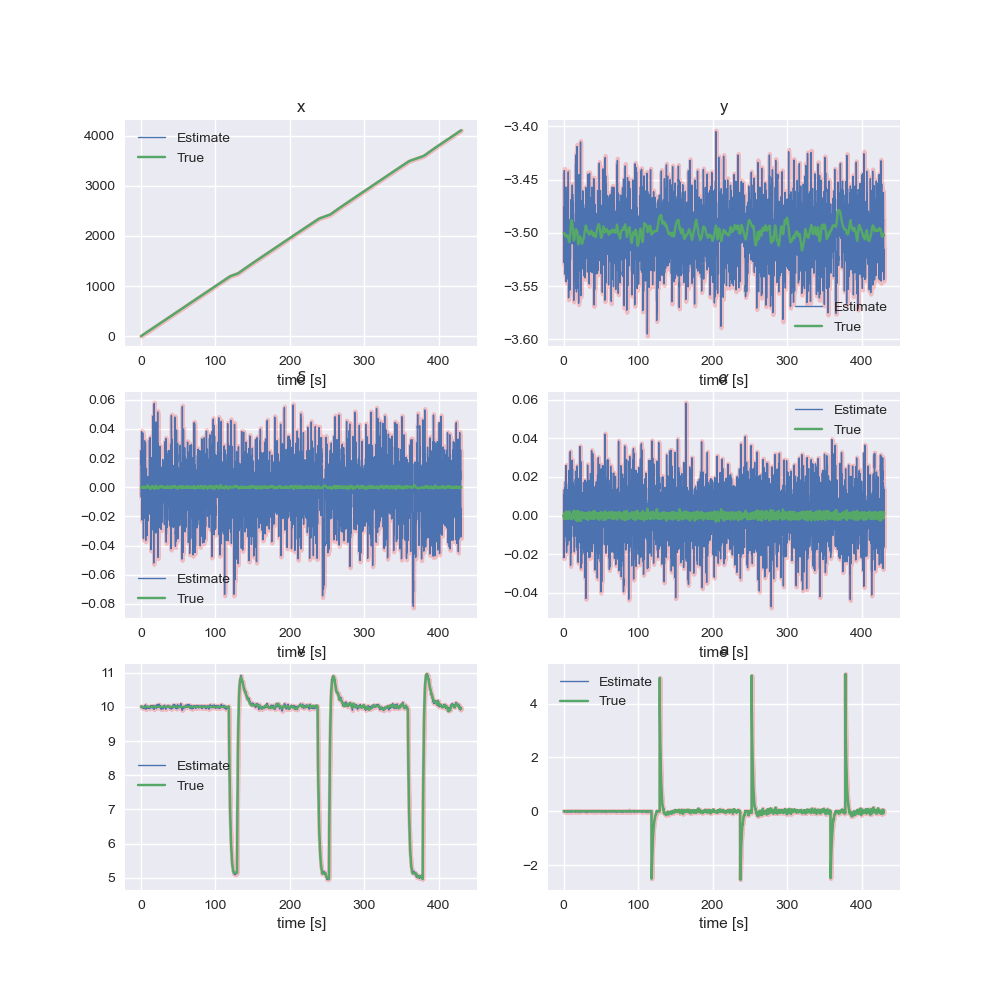 x
4000
3000
2000
1000
0
Estimate
True
0 100 200 300 400
time [s]
y
−3.40
−3.45
−3.50
−3.55
−3.60
Estimate
True
0 100 200 300 400
time [s]
δ
0.06
0.04
0.02
0.00
−0.02
−0.04
−0.06
−0.08
Estimate
True
0 100 200 300 400
time [s]
α
0.06
0.04
0.02
0.00
−0.02
−0.04
Estimate
True
0 100 200 300 400
time [s]
v
11
10
9
8
7
6
5
Estimate
True
0 100 200 300 400
time [s]
a
4
2
0
−2
Estimate
True
0 100 200 300 400
time [s]